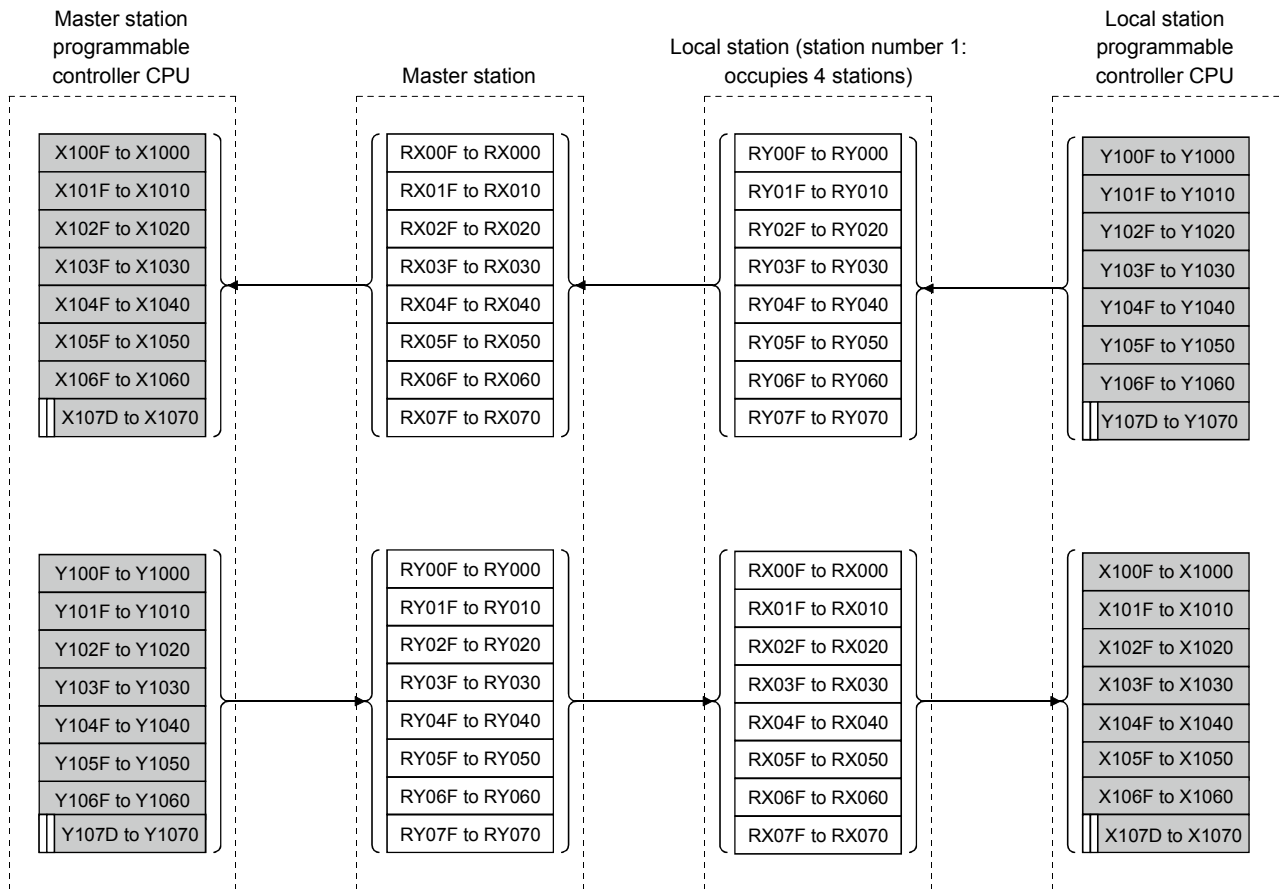 Master station
programmable
controller CPU
Master station
Local station (station number 1:
occupies 4 stations)
Local station
programmable
controller CPU
X100F to X1000
X101F to X1010
X102F to X1020
X103F to X1030
X104F to X1040
X105F to X1050
X106F to X1060
X107D to X1070
RX00F to RX000
RX01F to RX010
RX02F to RX020
RX03F to RX030
RX04F to RX040
RX05F to RX050
RX06F to RX060
RX07F to RX070
RY00F to RY000
RY01F to RY010
RY02F to RY020
RY03F to RY030
RY04F to RY040
RY05F to RY050
RY06F to RY060
RY07F to RY070
Y100F to Y1000
Y101F to Y1010
Y102F to Y1020
Y103F to Y1030
Y104F to Y1040
Y105F to Y1050
Y106F to Y1060
Y107D to Y1070
Y100F to Y1000
Y101F to Y1010
Y102F to Y1020
Y103F to Y1030
Y104F to Y1040
Y105F to Y1050
Y106F to Y1060
Y107D to Y1070
RY00F to RY000
RY01F to RY010
RY02F to RY020
RY03F to RY030
RY04F to RY040
RY05F to RY050
RY06F to RY060
RY07F to RY070
RX00F to RX000
RX01F to RX010
RX02F to RX020
RX03F to RX030
RX04F to RX040
RX05F to RX050
RX06F to RX060
RX07F to RX070
X100F to X1000
X101F to X1010
X102F to X1020
X103F to X1030
X104F to X1040
X105F to X1050
X106F to X1060
X107D to X1070